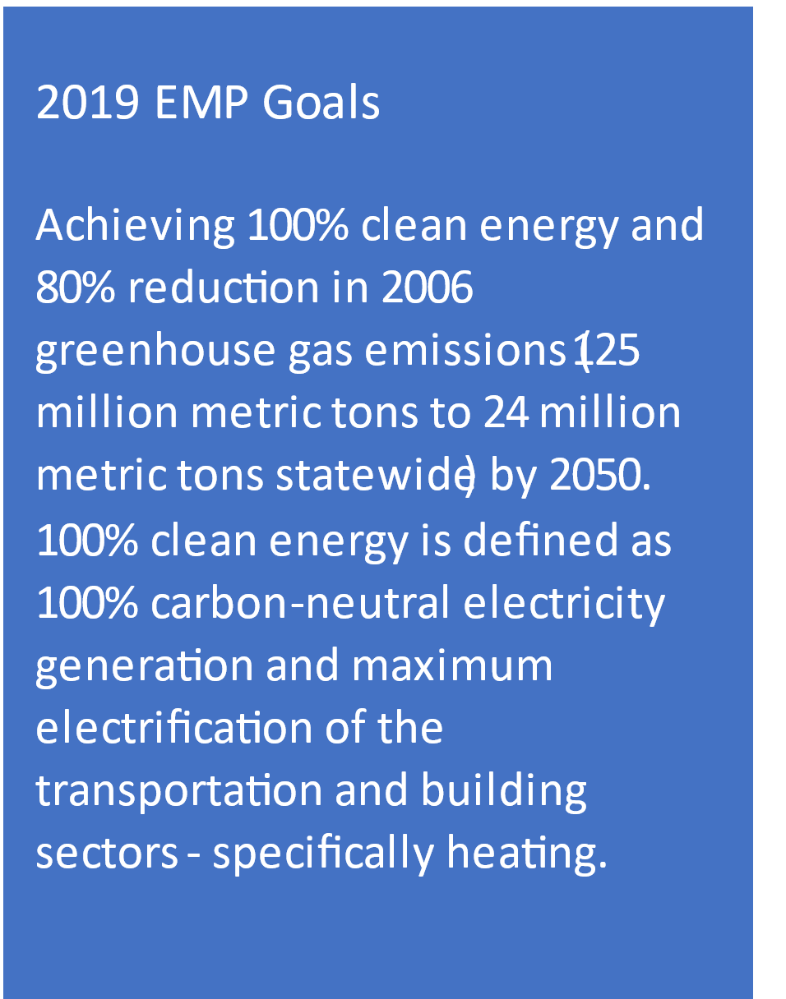 2019 EMP Goals
Achieving 100% clean energy and
80% reduction in 2006
greenhouse gas emissions (125
million metric tons to 24 million
metric tons statewide) by 2050.
100% clean energy is defined as
100% carbon-neutral electricity
generation and maximum
electrification of the
transportation and building
sectors - specifically heating.